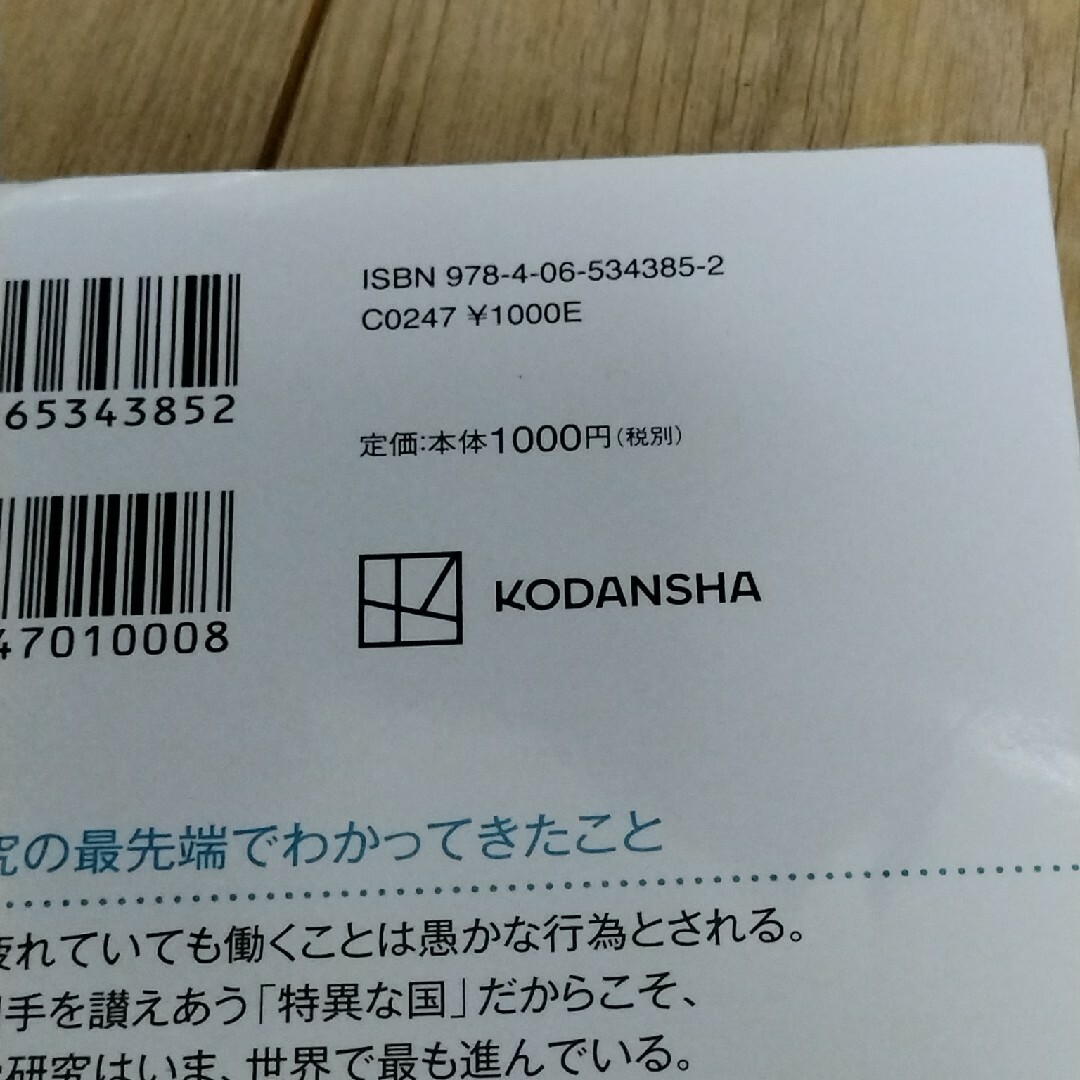 ISBN 978-4-06-534385-2
C0247 ¥1000E
65343852
定価:本体1000円(税別)
47010008
KODANSHA
究の最先端でわかってきたこと
疲れていても働くことは愚かな行為とされる。
手を讃えあう「特異な国」だからこそ、
研究はいま、世界で最も進んでいる。